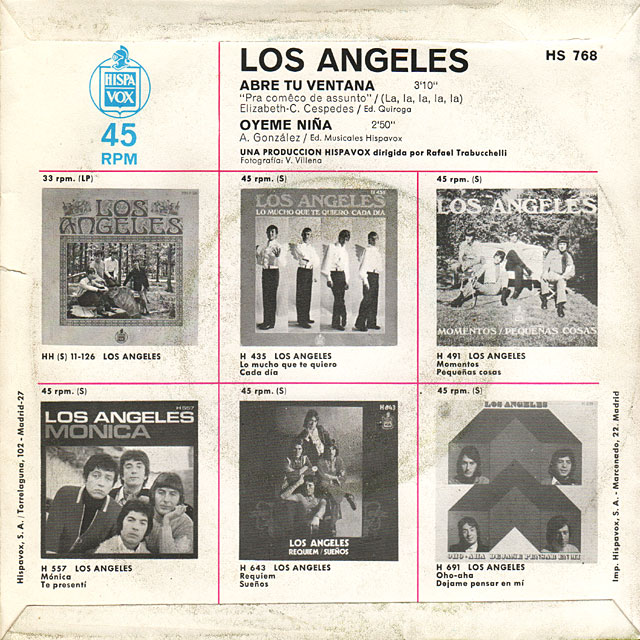 HISPA
VOX
45
RPM
LOS ANGELES
HS 768
ABRE TU VENTANA 3'10"
"Pra comêco de assunto" / (La, la, la, la, la)
Elizabeth-C. Cespedes / Ed. Quiroga
OYEME NIÑA 2'50"
A. González / Ed. Musicales Hispavox
UNA PRODUCCION HISPAVOX dirigida por Rafael Trabucchelli
Fotografía: V. Villena
33 rpm. (LP)
LOS
ANGELES
HH (S) 11-126 LOS ANGELES
45 rpm. (S)
H 435
LOS ANGELES
LO MUCHO QUE TE QUIERO CADA DIA
H 435 LOS ANGELES
Lo mucho que te quiero
Cada día
45 rpm. (S)
LOS ANGELES
MOMENTOS / PEQUEÑAS COSAS
H 491 LOS ANGELES
Momentos
Pequeñas cosas
45 rpm. (S)
H 557
LOS ANGELES
MONICA
H 557 LOS ANGELES
Mónica
Te presentí
45 rpm. (S)
H 643
LOS ANGELES
REQUIEM / SUEÑOS
H 643 LOS ANGELES
Requiem
Sueños
45 rpm. (S)
LOS ANGELES
OHO-AHA DEJAME PENSAR EN MI
H 691 LOS ANGELES
Oho-aha
Dejame pensar en mí
Hispavox, S. A. / Torrelaguna, 102 - Madrid-27
Imp. Hispavox, S. A. - Marcenado, 22. Madrid